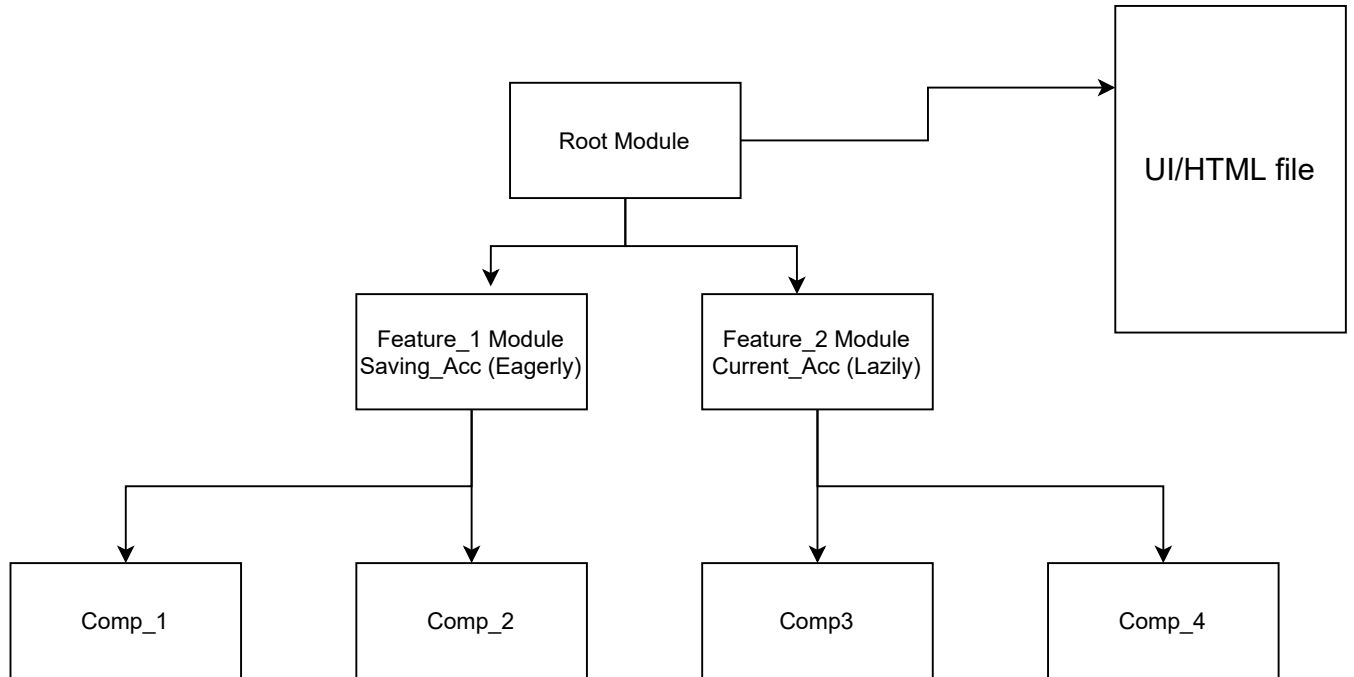 Root Module
UI/HTML file
Feature_1 Module
Saving_Acc (Eagerly)
Feature_2 Module
Current_Acc (Lazily)
Comp_1
Comp_2
Comp3
Comp_4